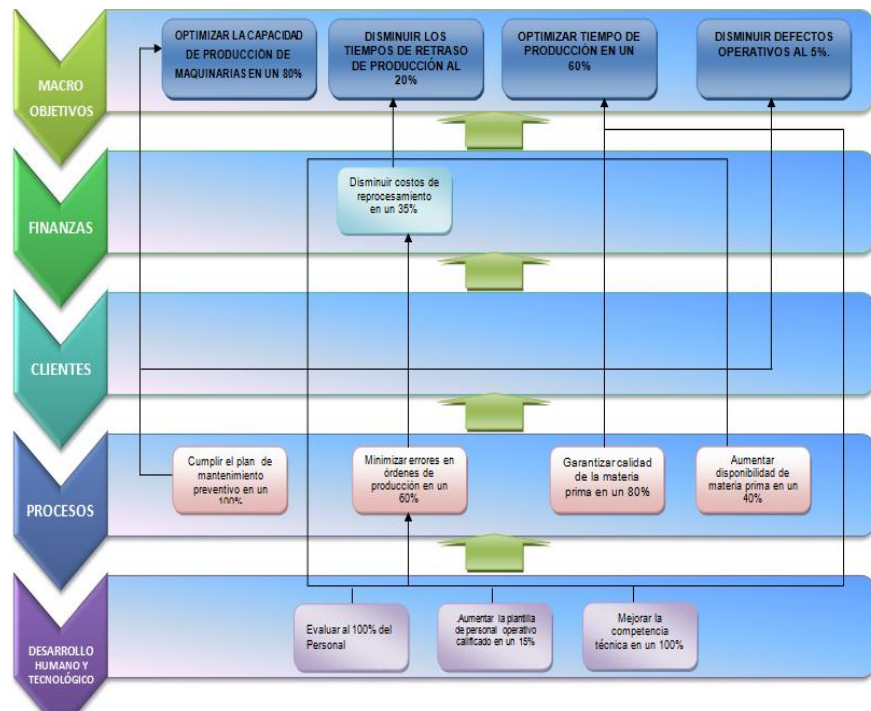 MACRO
OBJETIVOS
OPTIMIZAR LA CAPACIDAD
DE PRODUCCIÓN DE
MAQUINARIAS EN UN 80%
DISMINUIR LOS
TIEMPOS DE RETRASO
DE PRODUCCIÓN AL
20%
OPTIMIZAR TIEMPO DE
PRODUCCIÓN EN UN
60%
DISMINUIR DEFECTOS
OPERATIVOS AL 5%.
FINANZAS
Disminuir costos de
reprocesamiento
en un 35%
CLIENTES
PROCESOS
Cumplir el plan de
mantenimiento
preventivo en un
100%
Minimizar errores en
órdenes de
producción en un
60%
Garantizar calidad
de la materia
prima en un 80%
Aumentar
disponibilidad de
materia prima en un
40%
DESARROLLO
HUMANO Y
TECNOLÓGICO
Evaluar al 100% del
Personal
Aumentar la plantilla
de personal operativo
calificado en un 15%
Mejorar la
competencia
técnica en un 100%